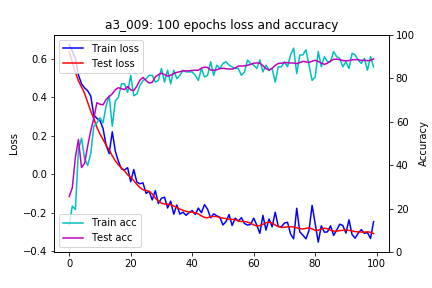 a3_009: 100 epochs loss and accuracy
Train loss
Test loss
Train acc
Test acc
Loss
0.6
0.4
0.2
0.0
−0.2
−0.4
Accuracy
100
80
60
40
20
0
0
20
40
60
80
100